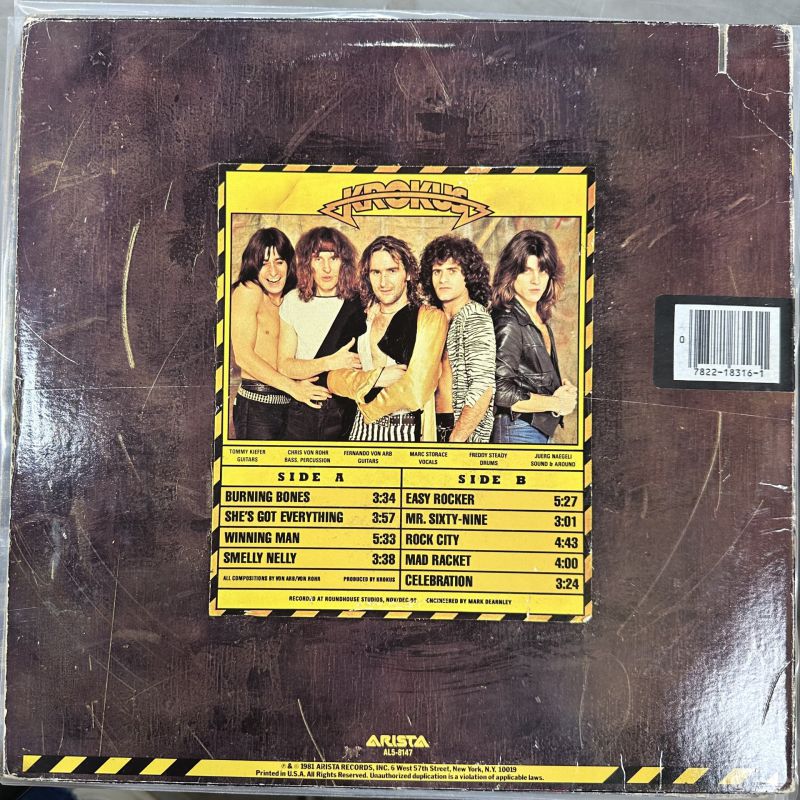 KROKUS
0
7822-18316-1
TOMMY KIEFER CHRIS VON ROHR FERNANDO VON ARB MARC STORACE FREDDY STEADY JUERG NAEGELI
GUITARS BASS, PERCUSSION GUITARS VOCALS DRUMS SOUND & AROUND
SIDE A
BURNING BONES 3:34
SHE'S GOT EVERYTHING 3:57
WINNING MAN 5:33
SMELLY NELLY 3:38
ALL COMPOSITIONS BY VON ARB/VON ROHR PRODUCED BY KROKUS
SIDE B
EASY ROCKER 5:27
MR. SIXTY-NINE 3:01
ROCK CITY 4:43
MAD RACKET 4:00
CELEBRATION 3:24
RECORDED AT ROUNDHOUSE STUDIOS, NOV/DEC ENGINEERED BY MARK DEARNLEY
ARISTA
AL5-8147
℗ & © 1981 ARISTA RECORDS, INC. 6 West 57th Street, New York, N.Y. 10019
Printed in U.S.A. All Rights Reserved. Unauthorized duplication is a violation of applicable laws.